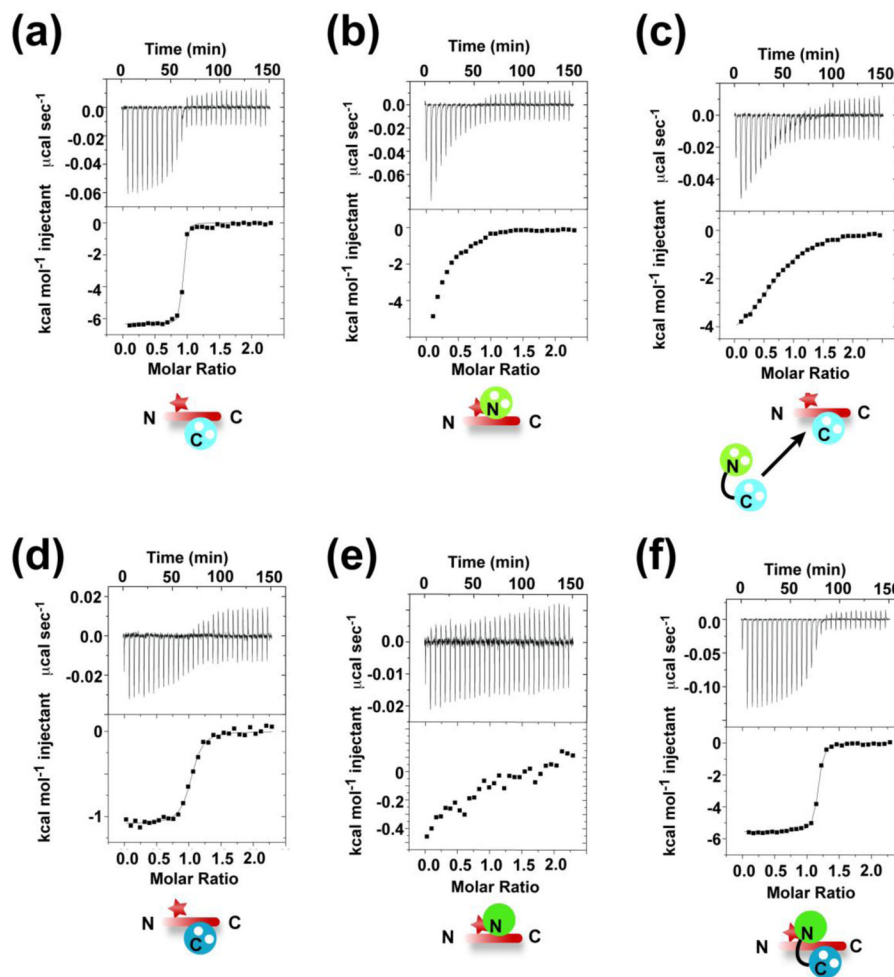 (a)
Time (min)
0 50 100 150
0.0
-0.02
-0.04
-0.06
μcal sec⁻¹
0
-2
-4
-6
kcal mol⁻¹ injectant
0.0 0.5 1.0 1.5 2.0
Molar Ratio
N C
C
(b)
Time (min)
0 50 100 150
0.0
-0.02
-0.04
-0.06
-0.08
μcal sec⁻¹
0
-2
-4
kcal mol⁻¹ injectant
0.0 0.5 1.0 1.5 2.0
Molar Ratio
N
N C
(c)
Time (min)
0 50 100 150
0.0
-0.02
-0.04
μcal sec⁻¹
0
-2
-4
kcal mol⁻¹ injectant
0.0 0.5 1.0 1.5 2.0
Molar Ratio
N C
C
N
C
(d)
Time (min)
0 50 100 150
0.02
0.0
-0.02
μcal sec⁻¹
0
-1
kcal mol⁻¹ injectant
0.0 0.5 1.0 1.5 2.0
Molar Ratio
N C
C
(e)
Time (min)
0 50 100 150
0.0
-0.01
-0.02
μcal sec⁻¹
0
-0.2
-0.4
kcal mol⁻¹ injectant
0.0 0.5 1.0 1.5 2.0
Molar Ratio
N
N C
(f)
Time (min)
0 50 100 150
0.0
-0.05
-0.10
μcal sec⁻¹
0
-2
-4
-6
kcal mol⁻¹ injectant
0.0 0.5 1.0 1.5 2.0
Molar Ratio
N
N C
C